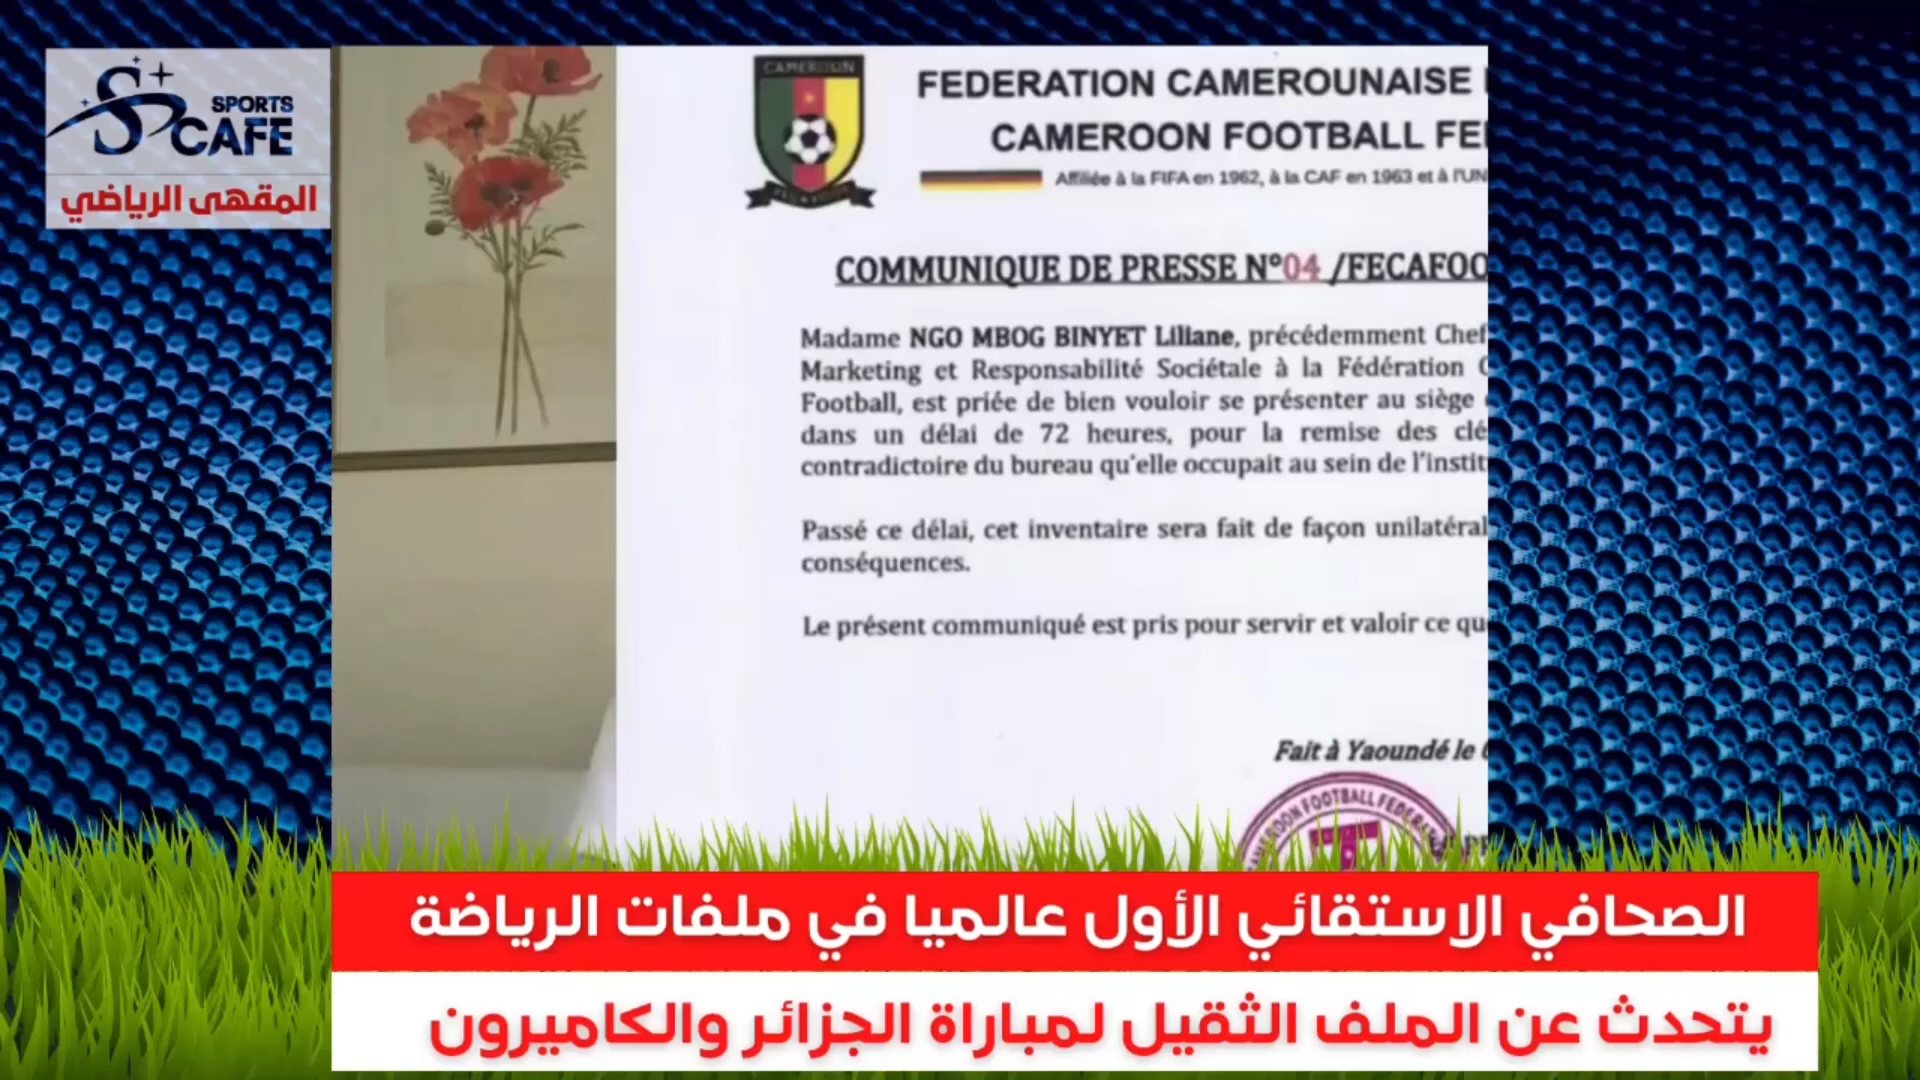 SPORTS
CAFE
المقهى الرياضي
CAMEROUN
FEDERATION CAMEROUNAISE
CAMEROON FOOTBALL
Affiliée à la FIFA en 1962, à la CAF en 1963 et à
COMMUNIQUE DE PRESSE N°04 /FECAFOO
Madame NGO MBOG BINYET Liliane, précédemment Chef
Marketing et Responsabilité Sociétale à la Fédération
Football, est priée de bien vouloir se présenter au siège
dans un délai de 72 heures, pour la remise des clé
contradictoire du bureau qu'elle occupait au sein de l'instit
Passé ce délai, cet inventaire sera fait de façon unilatéral
conséquences.
Le présent communiqué est pris pour servir et valoir ce qu
Fait à Yaoundé le
CAMEROON FOOTBALL FEDERA
الصحافي الاستقائي الأول عالميا في ملفات الرياضة
يتحدث عن الملف الثقيل لمباراة الجزائر والكاميرون